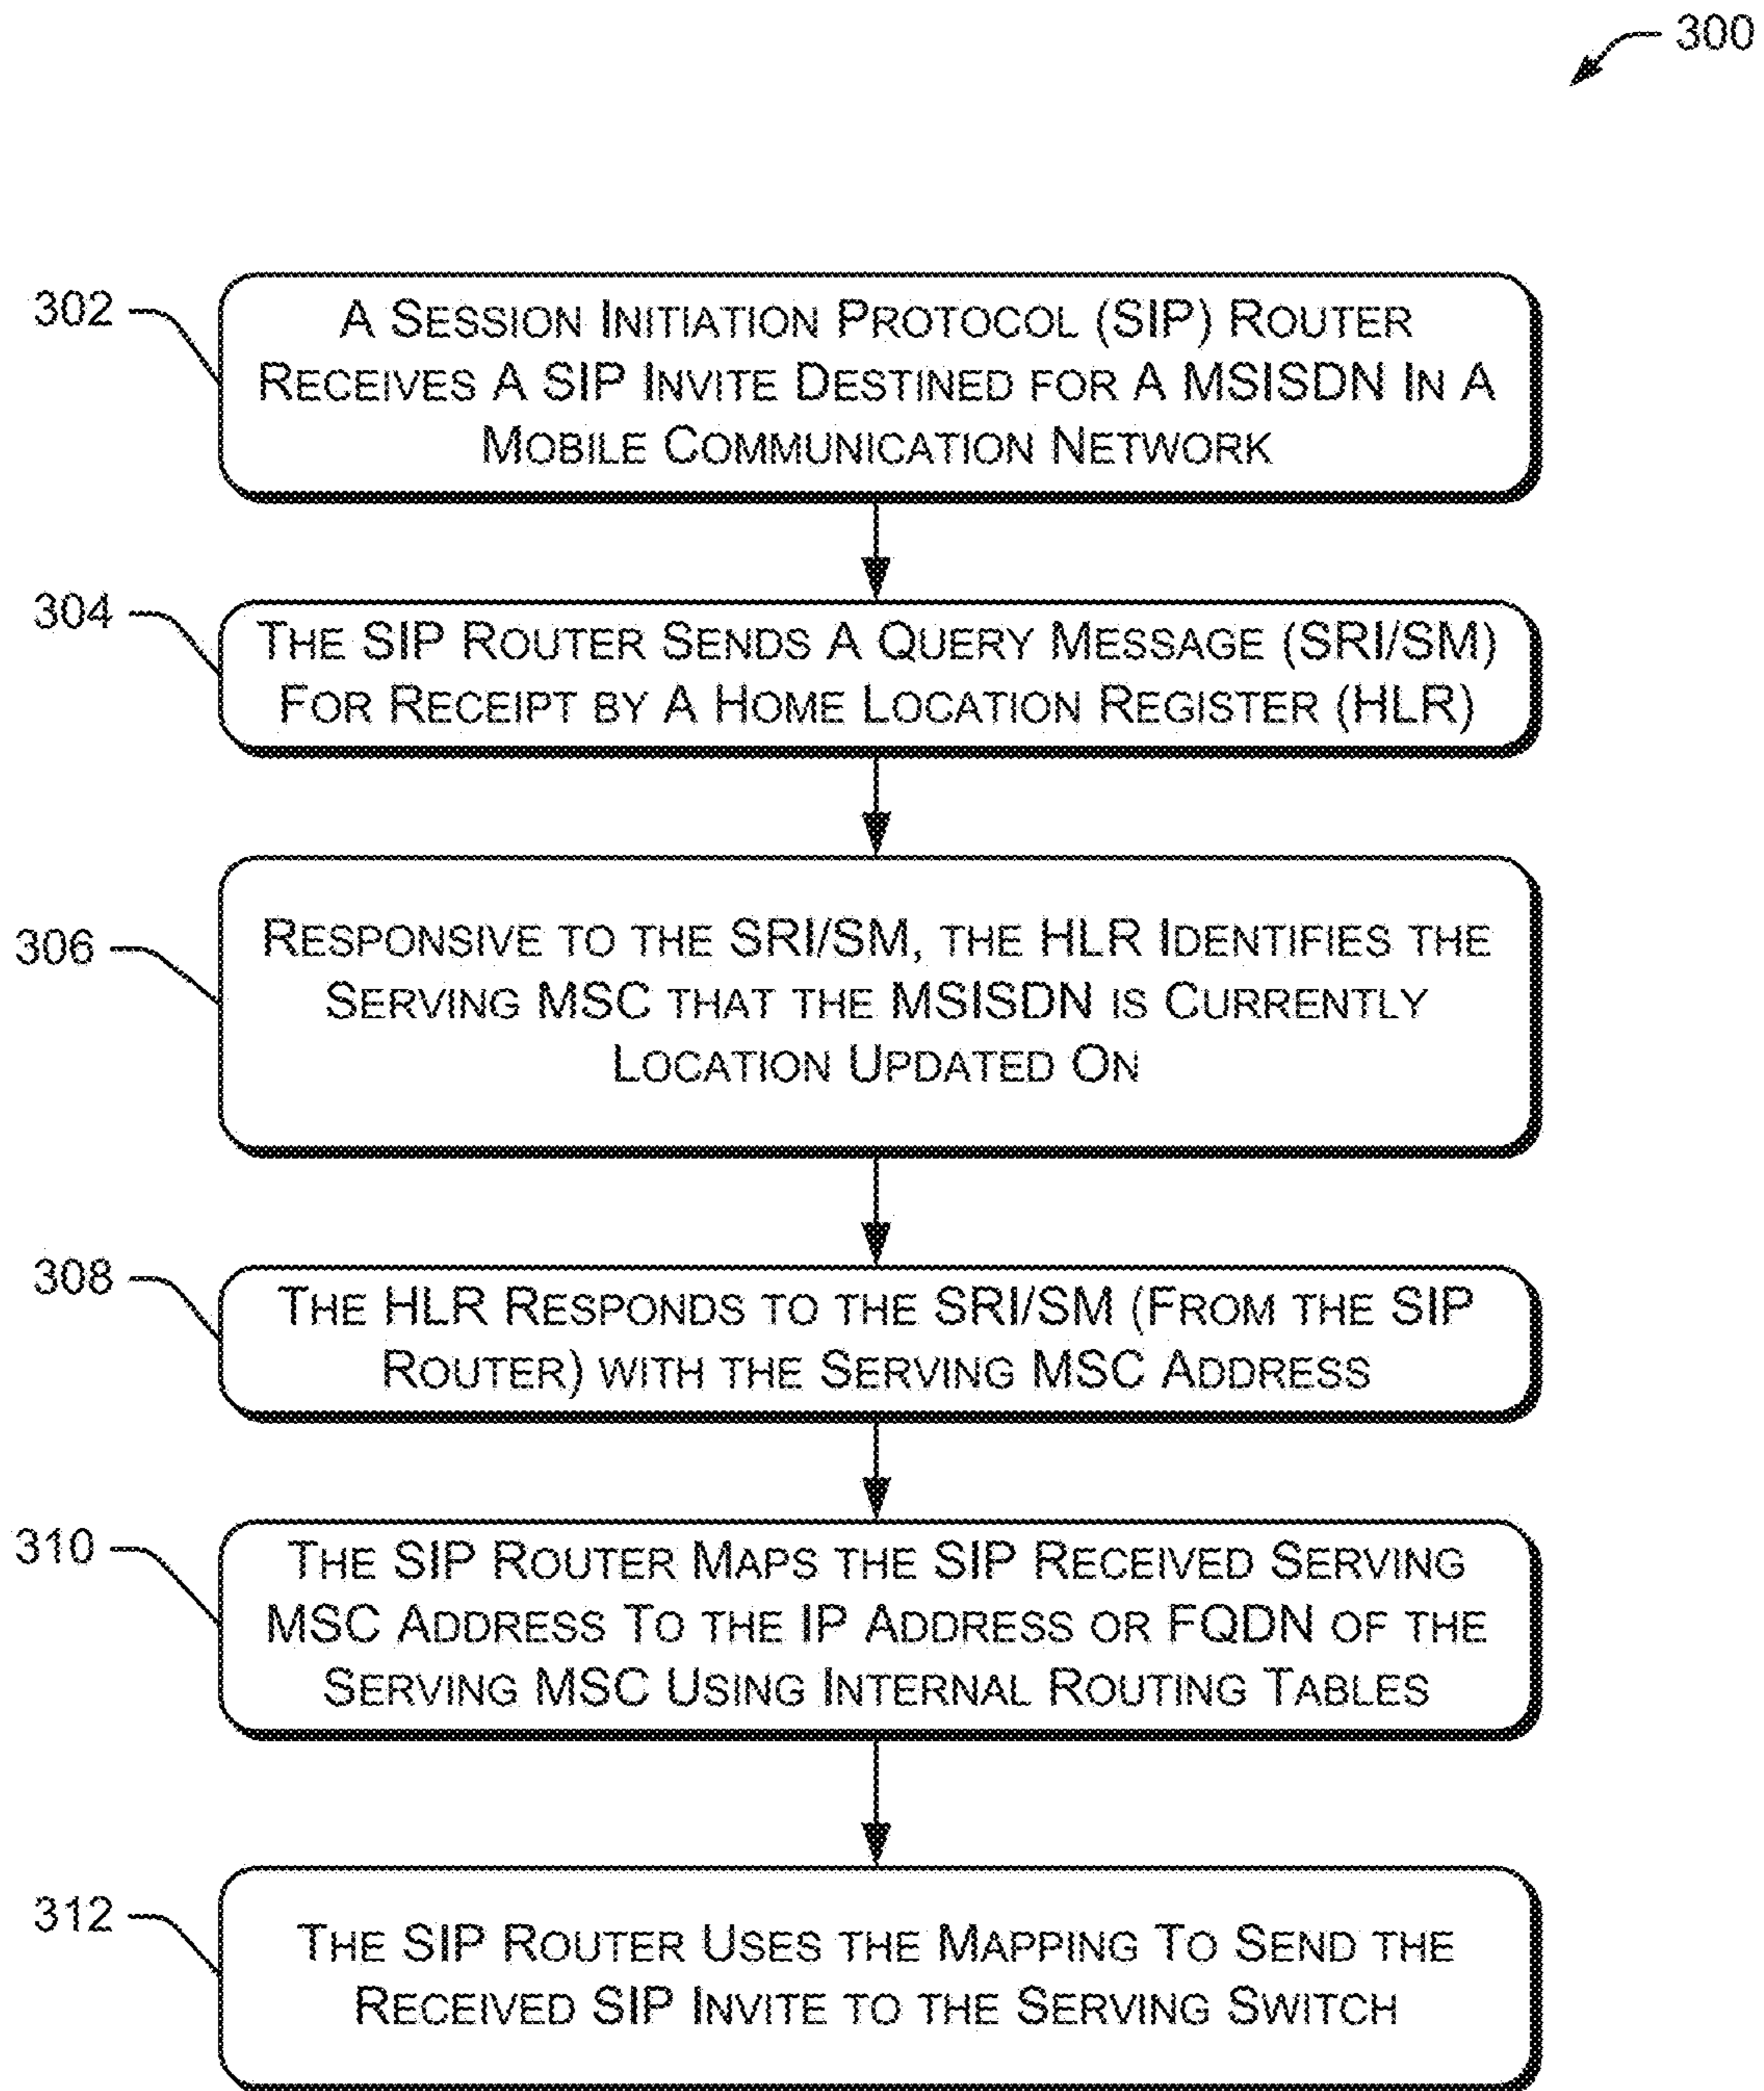 300
302
A SESSION INITIATION PROTOCOL (SIP) ROUTER
RECEIVES A SIP INVITE DESTINED FOR A MSISDN IN A
MOBILE COMMUNICATION NETWORK
304
THE SIP ROUTER SENDS A QUERY MESSAGE (SRI/SM)
FOR RECEIPT BY A HOME LOCATION REGISTER (HLR)
306
RESPONSIVE TO THE SRI/SM, THE HLR IDENTIFIES THE
SERVING MSC THAT THE MSISDN IS CURRENTLY
LOCATION UPDATED ON
308
THE HLR RESPONDS TO THE SRI/SM (FROM THE SIP
ROUTER) WITH THE SERVING MSC ADDRESS
310
THE SIP ROUTER MAPS THE SIP RECEIVED SERVING
MSC ADDRESS TO THE IP ADDRESS OR FQDN OF THE
SERVING MSC USING INTERNAL ROUTING TABLES
312
THE SIP ROUTER USES THE MAPPING TO SEND THE
RECEIVED SIP INVITE TO THE SERVING SWITCH